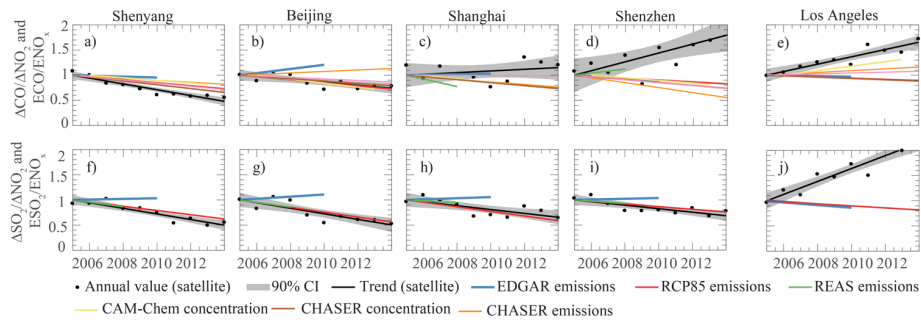 Shenyang Beijing Shanghai Shenzhen Los Angeles
ΔCO/ΔNO₂ and
ECO/ENOₓ
2
1.5
1
0.5
0
a) b) c) d) e)
ΔSO₂/ΔNO₂ and
ESO₂/ENOₓ
2
1.5
1
0.5
0
f) g) h) i) j)
2006 2008 2010 2012 2006 2008 2010 2012 2006 2008 2010 2012 2006 2008 2010 2012 2006 2008 2010 2012
Annual value (satellite) 90% CI Trend (satellite) EDGAR emissions RCP85 emissions REAS emissions
CAM-Chem concentration CHASER concentration CHASER emissions